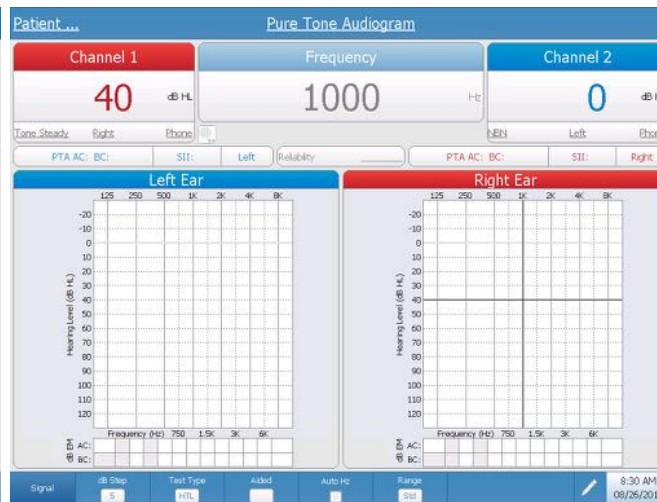 Patient ... Pure Tone Audiogram
Channel 1 Frequency Channel 2
40 dB HL 1000 Hz 0
Tone Steady Right Phone NBN Left
PTA AC: BC: SII: Left Reliability PTA AC: BC: SII: Right
Left Ear Right Ear
125 250 500 1K 2K 4K 8K 125 250 500 1K 2K 4K 8K
-20 -20
-10 -10
0 0
10 10
20 20
30 30
40 40
50 50
60 60
70 70
80 80
90 90
100 100
110 110
120 120
Hearing Level (dB HL) Hearing Level (dB HL)
Frequency (Hz) 750 1.5K 3K 6K Frequency (Hz) 750 1.5K 3K 6K
dB EM AC: dB EM AC:
BC: BC:
Signal dB Step Test Type Aided Auto Hz Range 8:30 AM
5 HTL Std 08/26/20